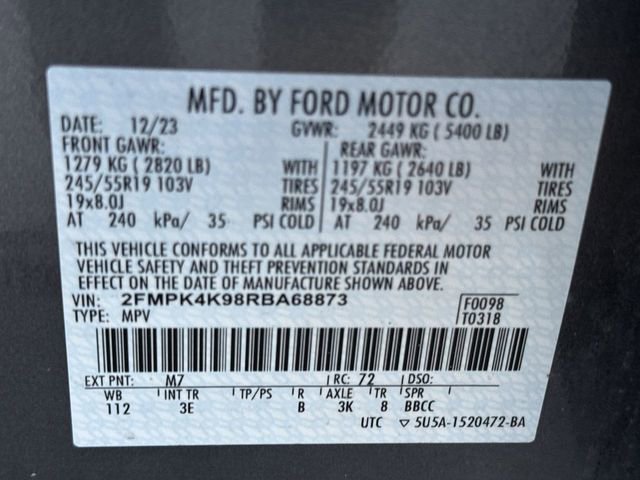 MFD. BY FORD MOTOR CO.
DATE: 12/23 GVWR: 2449 KG ( 5400 LB)
FRONT GAWR: REAR GAWR:
1279 KG ( 2820 LB) WITH 1197 KG ( 2640 LB) WITH
245/55R19 103V TIRES 245/55R19 103V TIRES
19x8.0J RIMS 19x8.0J RIMS
AT 240 kPa/ 35 PSI COLD AT 240 kPa/ 35 PSI COLD
THIS VEHICLE CONFORMS TO ALL APPLICABLE FEDERAL MOTOR
VEHICLE SAFETY AND THEFT PREVENTION STANDARDS IN
EFFECT ON THE DATE OF MANUFACTURE SHOWN ABOVE.
VIN: 2FMPK4K98RBA68873 F0098
TYPE: MPV T0318
EXT PNT: M7 RC: 72 DSO:
WB INT TR TP/PS R AXLE TR SPR
112 3E B 3K 8 BBCC
UTC 5U5A-1520472-BA